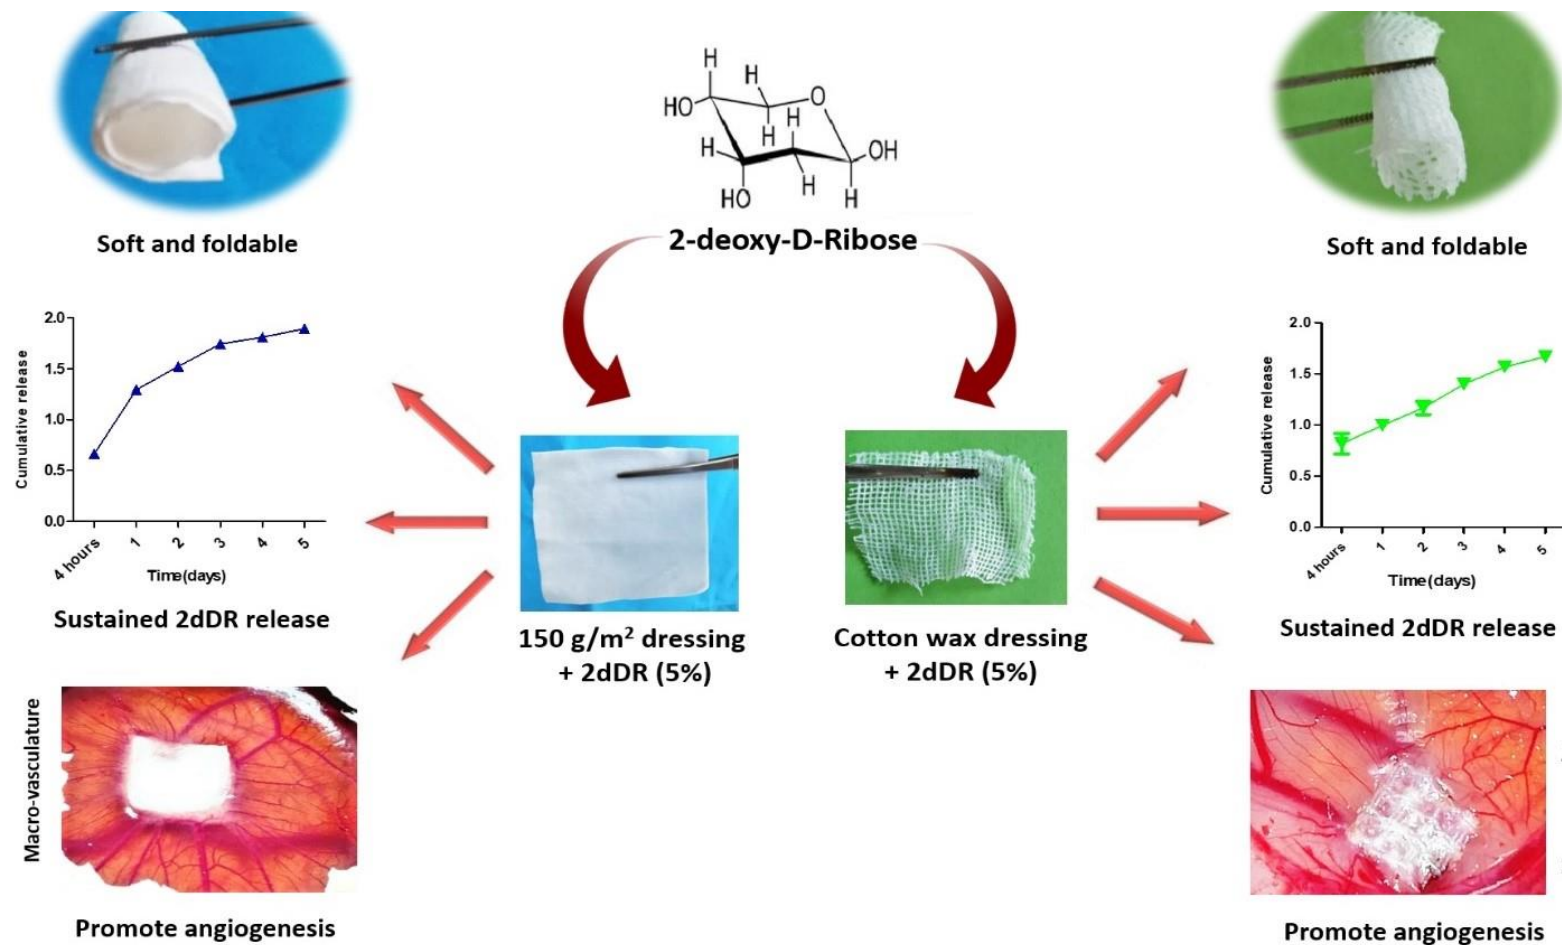 H
H
O
HO
H
H
H
OH
HO
H
H
2-deoxy-D-Ribose
Soft and foldable
Soft and foldable
2.0
1.5
1.0
0.5
0.0
Cumulative release
4 hours
1
2
3
4
5
Time(days)
Sustained 2dDR release
2.0
1.5
1.0
0.5
0.0
Cumulative release
4 hours
1
2
3
4
5
Time(days)
Sustained 2dDR release
150 g/m² dressing
+ 2dDR (5%)
Cotton wax dressing
+ 2dDR (5%)
Macro-vasculature
Promote angiogenesis
Promote angiogenesis